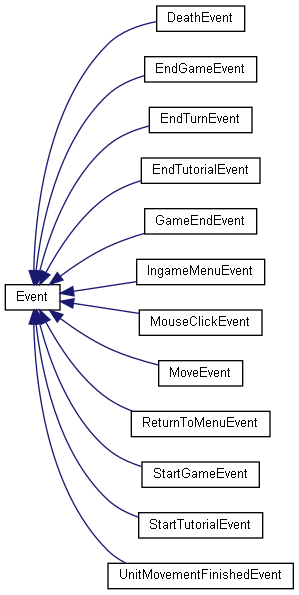 DeathEvent
EndGameEvent
EndTurnEvent
EndTutorialEvent
GameEndEvent
IngameMenuEvent
Event
MouseClickEvent
MoveEvent
ReturnToMenuEvent
StartGameEvent
StartTutorialEvent
UnitMovementFinishedEvent